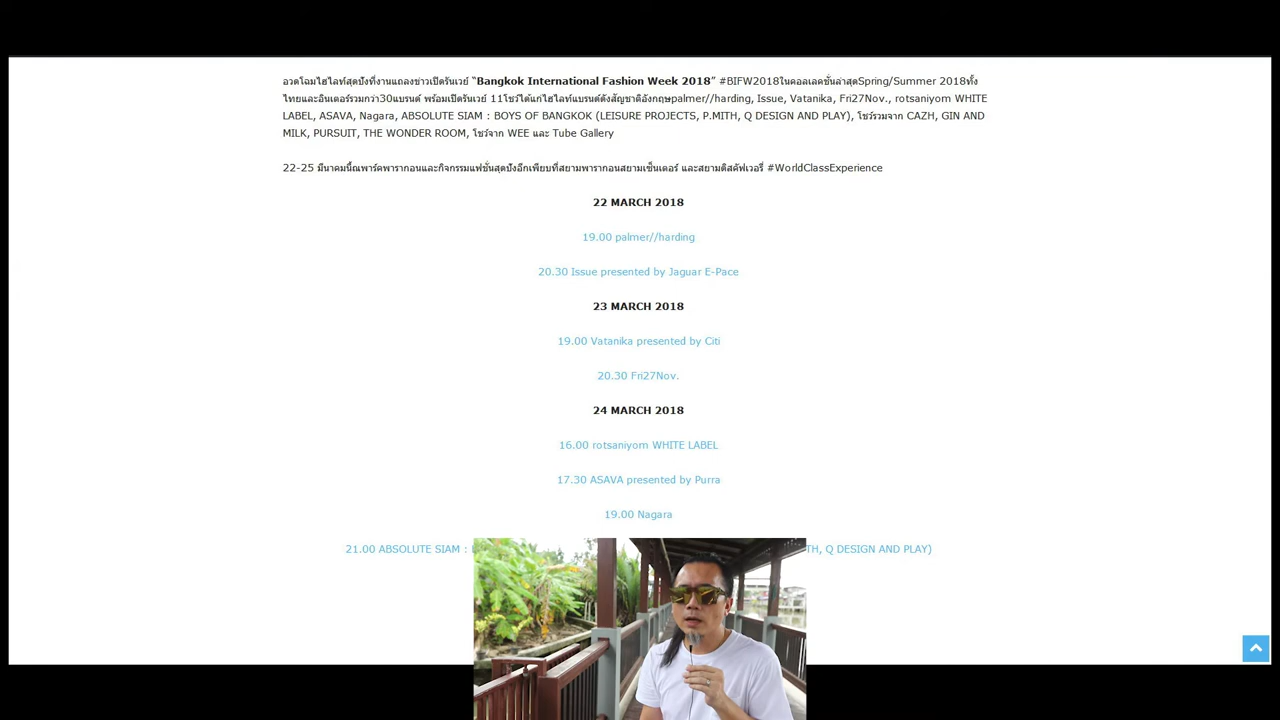 อวดโฉมไฮไลท์สุดปังที่งานแถลงข่าวเปิดรันเวย์ “Bangkok International Fashion Week 2018” #BIFW2018ในคอลเลคชั่นล่าสุดSpring/Summer 2018ทั้ง
ไทยและอินเตอร์รวมกว่า30แบรนด์ พร้อมเปิดรันเวย์ 11โชว์ได้แก่ไฮไลท์แบรนด์ดังสัญชาติอังกฤษpalmer//harding, Issue, Vatanika, Fri27Nov., rotsaniyom WHITE
LABEL, ASAVA, Nagara, ABSOLUTE SIAM : BOYS OF BANGKOK (LEISURE PROJECTS, P.MITH, Q DESIGN AND PLAY), โชว์รวมจาก CAZH, GIN AND
MILK, PURSUIT, THE WONDER ROOM, โชว์จาก WEE และ Tube Gallery
22-25 มีนาคมนี้ณพาร์คพารากอนและกิจกรรมแฟชั่นสุดปังอีกเพียบที่สยามพารากอนสยามเซ็นเตอร์ และสยามดิสคัฟเวอรี่ #WorldClassExperience
22 MARCH 2018
19.00 palmer//harding
20.30 Issue presented by Jaguar E-Pace
23 MARCH 2018
19.00 Vatanika presented by Citi
20.30 Fri27Nov.
24 MARCH 2018
16.00 rotsaniyom WHITE LABEL
17.30 ASAVA presented by Purra
19.00 Nagara
21.00 ABSOLUTE SIAM : Q DESIGN AND PLAY)